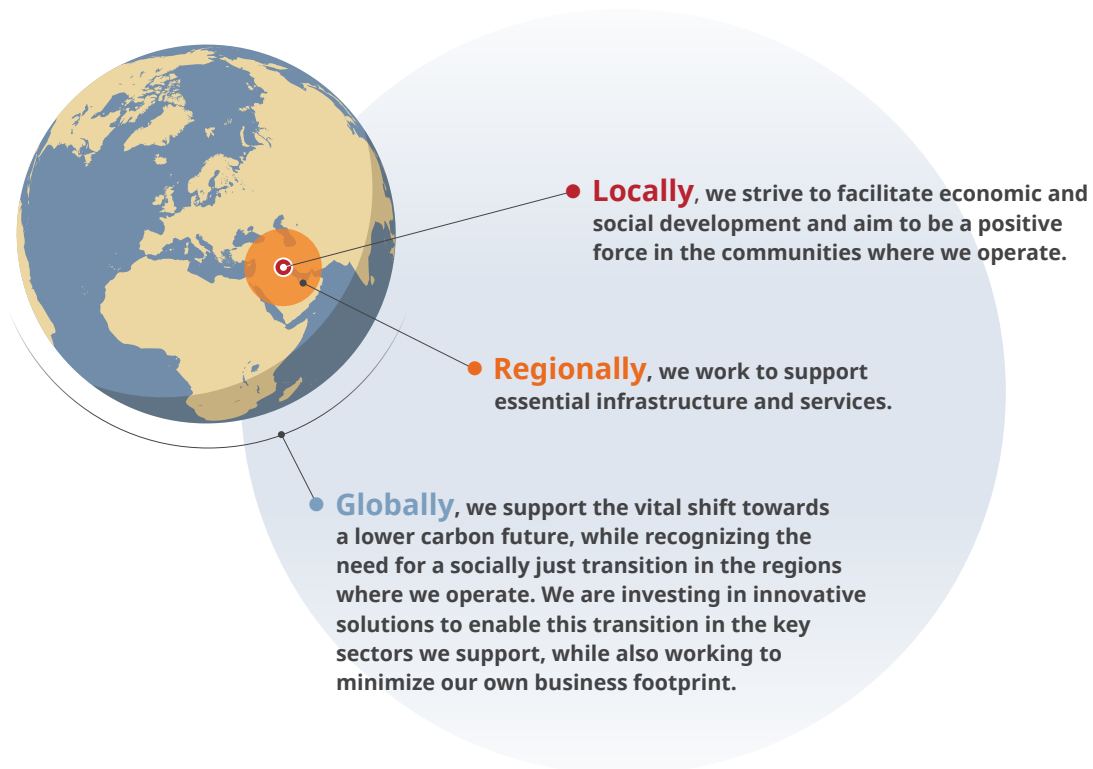 Locally, we strive to facilitate economic and
social development and aim to be a positive
force in the communities where we operate.
Regionally, we work to support
essential infrastructure and services.
Globally, we support the vital shift towards
a lower carbon future, while recognizing the
need for a socially just transition in the regions
where we operate. We are investing in innovative
solutions to enable this transition in the key
sectors we support, while also working to
minimize our own business footprint.